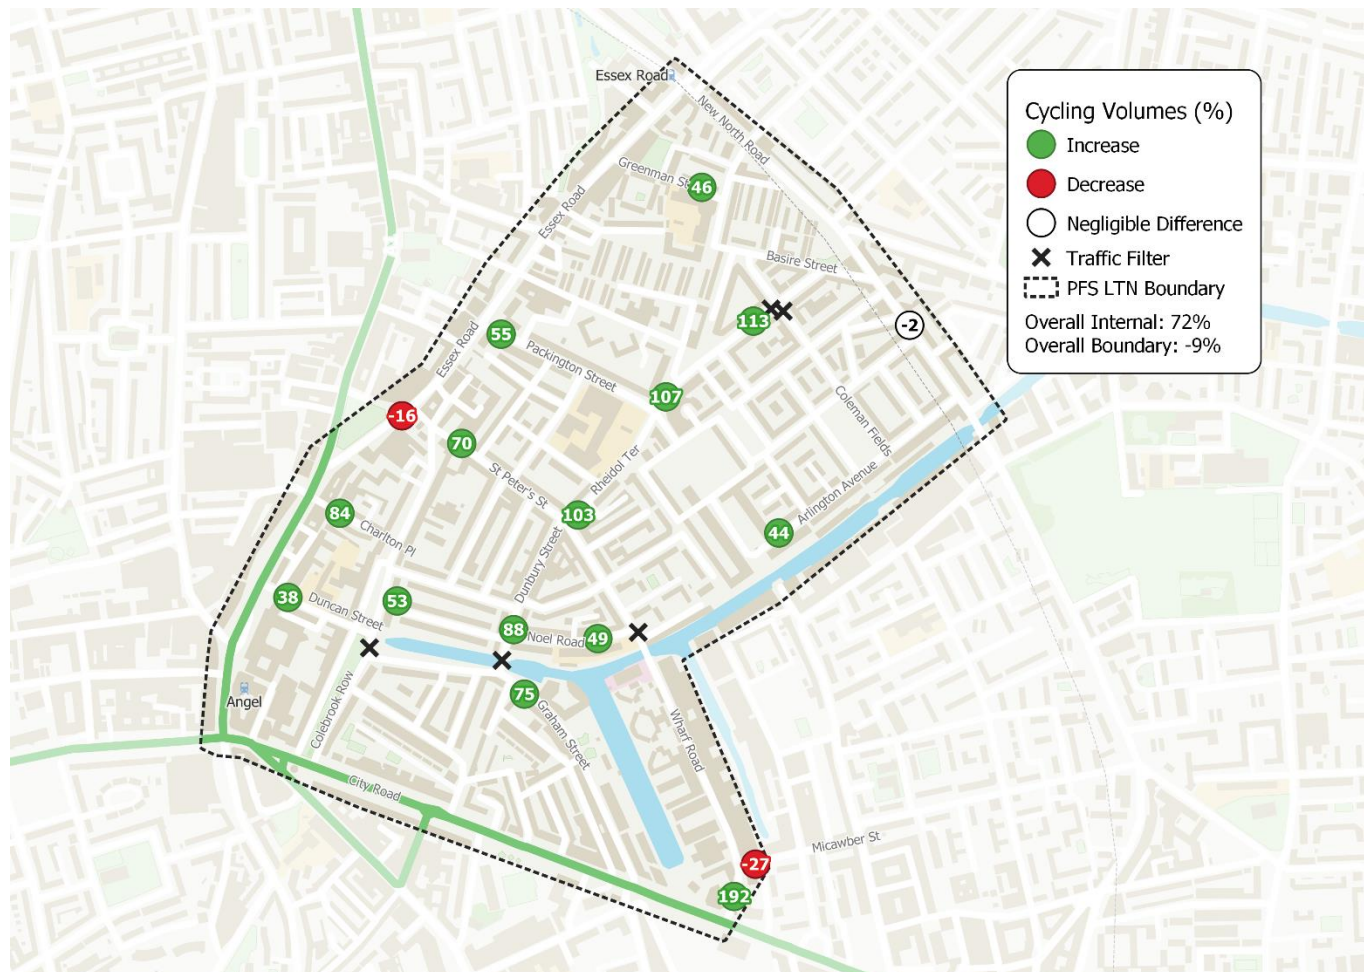 Essex Road
New North Road
Greenman St
46
Essex Road
Basire Street
113
-2
55
Essex Road
Packington Street
107
Coleman Fields
-16
70
St Peter's St
Rheidol Ter
Arlington Avenue
84
Charlton Pl
103
44
Dunbury Street
38
Duncan Street
53
88
Noel Road
49
Angel
Colebrook Row
75
Graham Street
Wharf Road
City Road
Micawber St
-27
192
Cycling Volumes (%)
Increase
Decrease
Negligible Difference
Traffic Filter
PFS LTN Boundary
Overall Internal: 72%
Overall Boundary: -9%